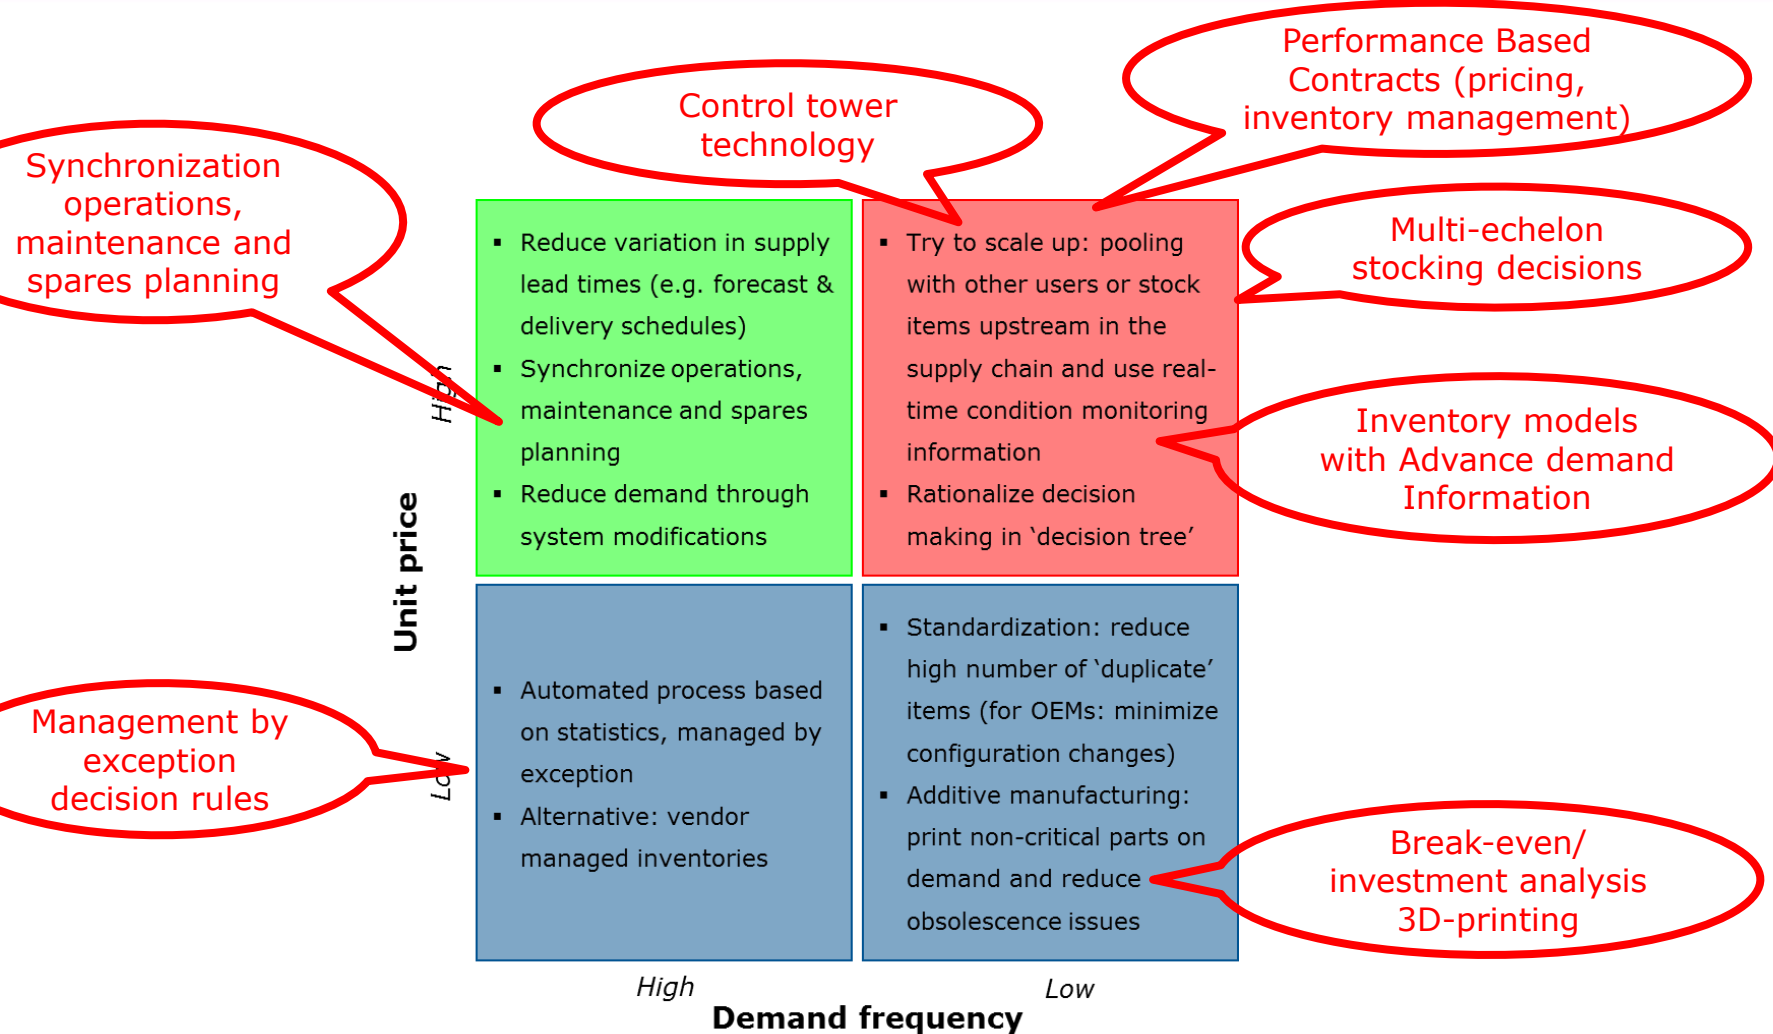 Performance Based
Contracts (pricing,
inventory management)
Control tower
technology
Synchronization
operations,
maintenance and
spares planning
Multi-echelon
stocking decisions
Inventory models
with Advance demand
Information
Management by
exception
decision rules
Break-even/
investment analysis
3D-printing
Unit price
High
Low
▪ Reduce variation in supply
lead times (e.g. forecast &
delivery schedules)
▪ Synchronize operations,
maintenance and spares
planning
▪ Reduce demand through
system modifications
▪ Try to scale up: pooling
with other users or stock
items upstream in the
supply chain and use real-
time condition monitoring
information
▪ Rationalize decision
making in ‘decision tree’
▪ Automated process based
on statistics, managed by
exception
▪ Alternative: vendor
managed inventories
▪ Standardization: reduce
high number of ‘duplicate’
items (for OEMs: minimize
configuration changes)
▪ Additive manufacturing:
print non-critical parts on
demand and reduce
obsolescence issues
High
Low
Demand frequency